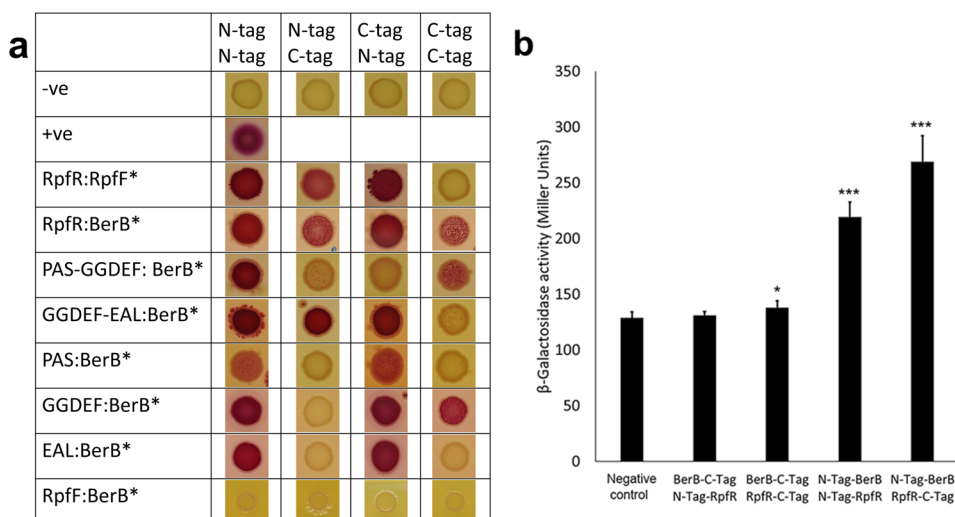 a
N-tag N-tag C-tag C-tag
N-tag C-tag N-tag C-tag
-ve
+ve
RpfR:RpfF*
RpfR:BerB*
PAS-GGDEF: BerB*
GGDEF-EAL:BerB*
PAS:BerB*
GGDEF:BerB*
EAL:BerB*
RpfF:BerB*
b
β-Galactosidase activity (Miller Units)
350
300
250
200
150
100
50
0
*
***
***
Negative BerB-C-Tag BerB-C-Tag N-Tag-BerB N-Tag-BerB
control N-Tag-RpfR RpfR-C-Tag N-Tag-RpfR RpfR-C-Tag